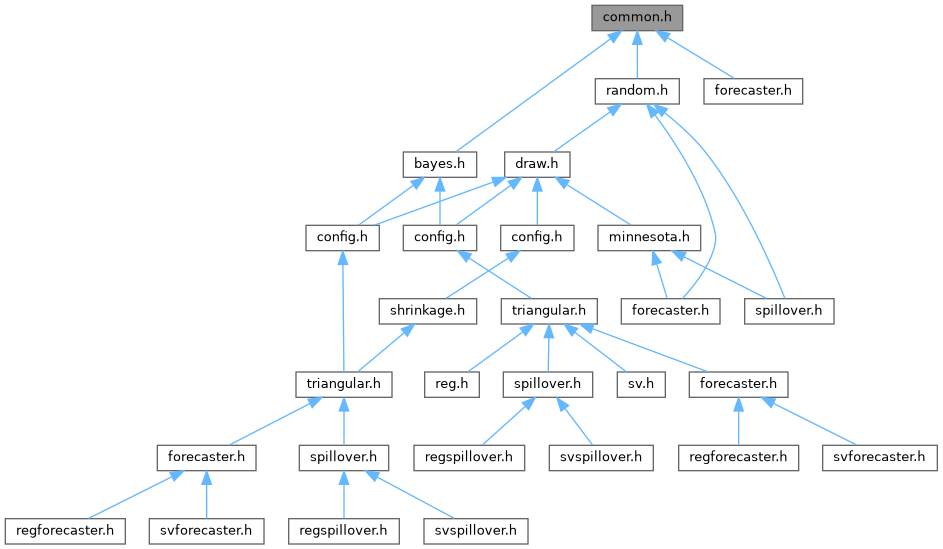 common.h
random.h
forecaster.h
bayes.h
draw.h
config.h
config.h
config.h
minnesota.h
shrinkage.h
triangular.h
forecaster.h
spillover.h
triangular.h
reg.h
spillover.h
sv.h
forecaster.h
forecaster.h
spillover.h
regspillover.h
svspillover.h
regforecaster.h
svforecaster.h
regforecaster.h
svforecaster.h
regspillover.h
svspillover.h